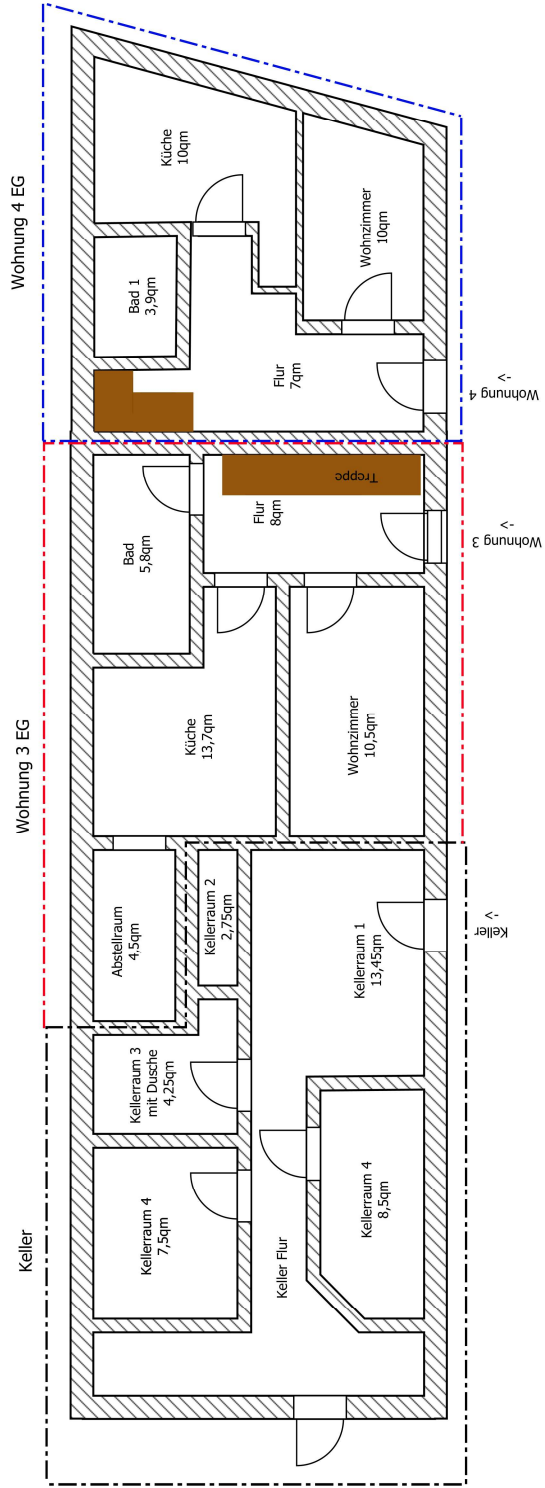 Keller
Wohnung 3 EG
Wohnung 4 EG
Kellerraum 4
7,5qm
Kellerraum 3
mit Dusche
4,25qm
Abstellraum
4,5qm
Kellerraum 2
2,75qm
Küche
13,7qm
Bad
5,8qm
Bad 1
3,9qm
Küche
10qm
Keller Flur
Kellerraum 4
8,5qm
Kellerraum 1
13,45qm
Wohnzimmer
10,5qm
Flur
8qm
Treppe
Flur
7qm
Wohnzimmer
10qm
Keller
->
Wohnung 3
->
Wohnung 4
->